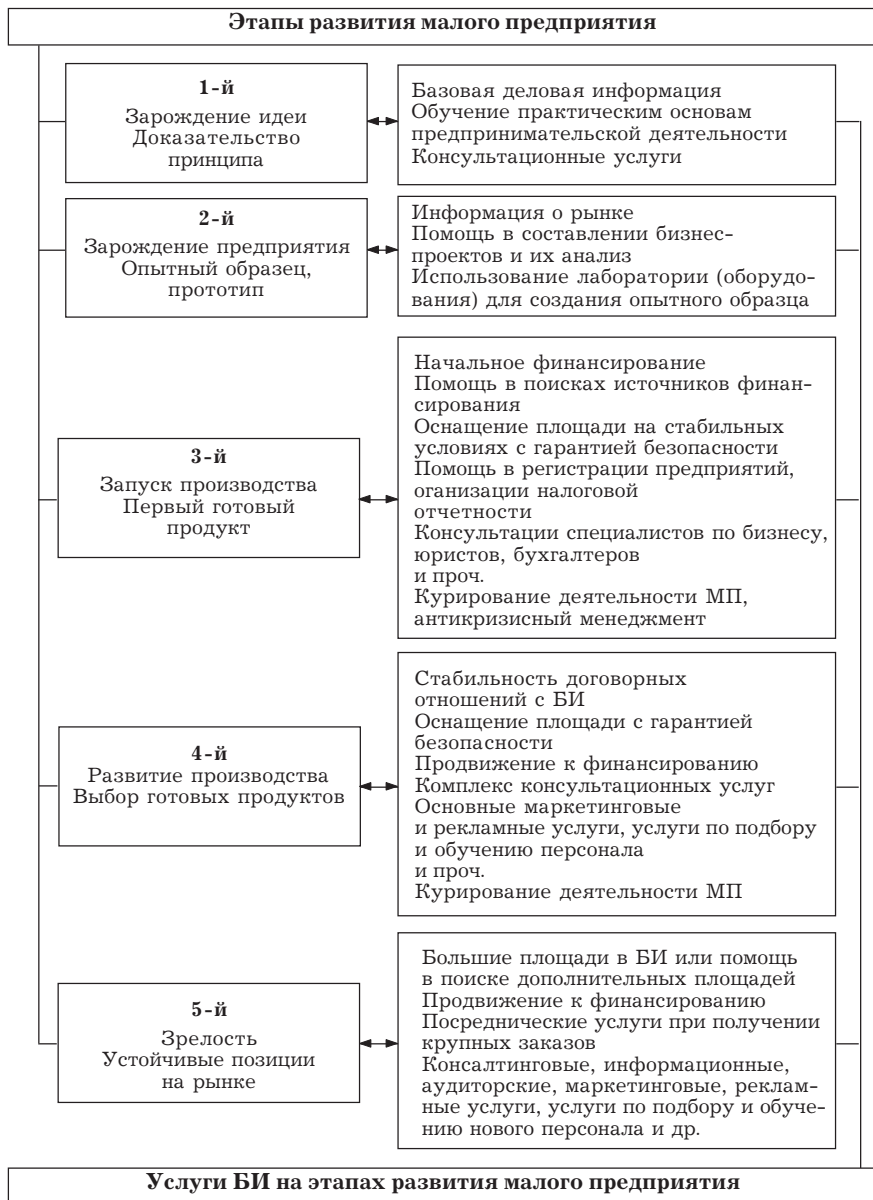 Этапы развития малого предприятия
1-й
Зарождение идеи
Доказательство
принципа
Базовая деловая информация
Обучение практическим основам
предпринимательской деятельности
Консультационные услуги
2-й
Зарождение предприятия
Опытный образец,
прототип
Информация о рынке
Помощь в составлении бизнес-
проектов и их анализ
Использование лаборатории (оборудо-
вания) для создания опытного образца
3-й
Запуск производства
Первый готовый
продукт
Начальное финансирование
Помощь в поисках источников финан-
сирования
Оснащение площади на стабильных
условиях с гарантией безопасности
Помощь в регистрации предприятий,
оганизации налоговой
отчетности
Консультации специалистов по бизнесу,
юристов, бухгалтеров
и проч.
Курирование деятельности МП,
антикризисный менеджмент
4-й
Развитие производства
Выбор готовых продуктов
Стабильность договорных
отношений с БИ
Оснащение площади с гарантией
безопасности
Продвижение к финансированию
Комплекс консультационных услуг
Основные маркетинговые
и рекламные услуги, услуги по подбору
и обучению персонала
и проч.
Курирование деятельности МП
5-й
Зрелость
Устойчивые позиции
на рынке
Большие площади в БИ или помощь
в поиске дополнительных площадей
Продвижение к финансированию
Посреднические услуги при получении
крупных заказов
Консалтинговые, информационные,
аудиторские, маркетинговые, реклам-
ные услуги, услуги по подбору и обуче-
нию нового персонала и др.
Услуги БИ на этапах развития малого предприятия